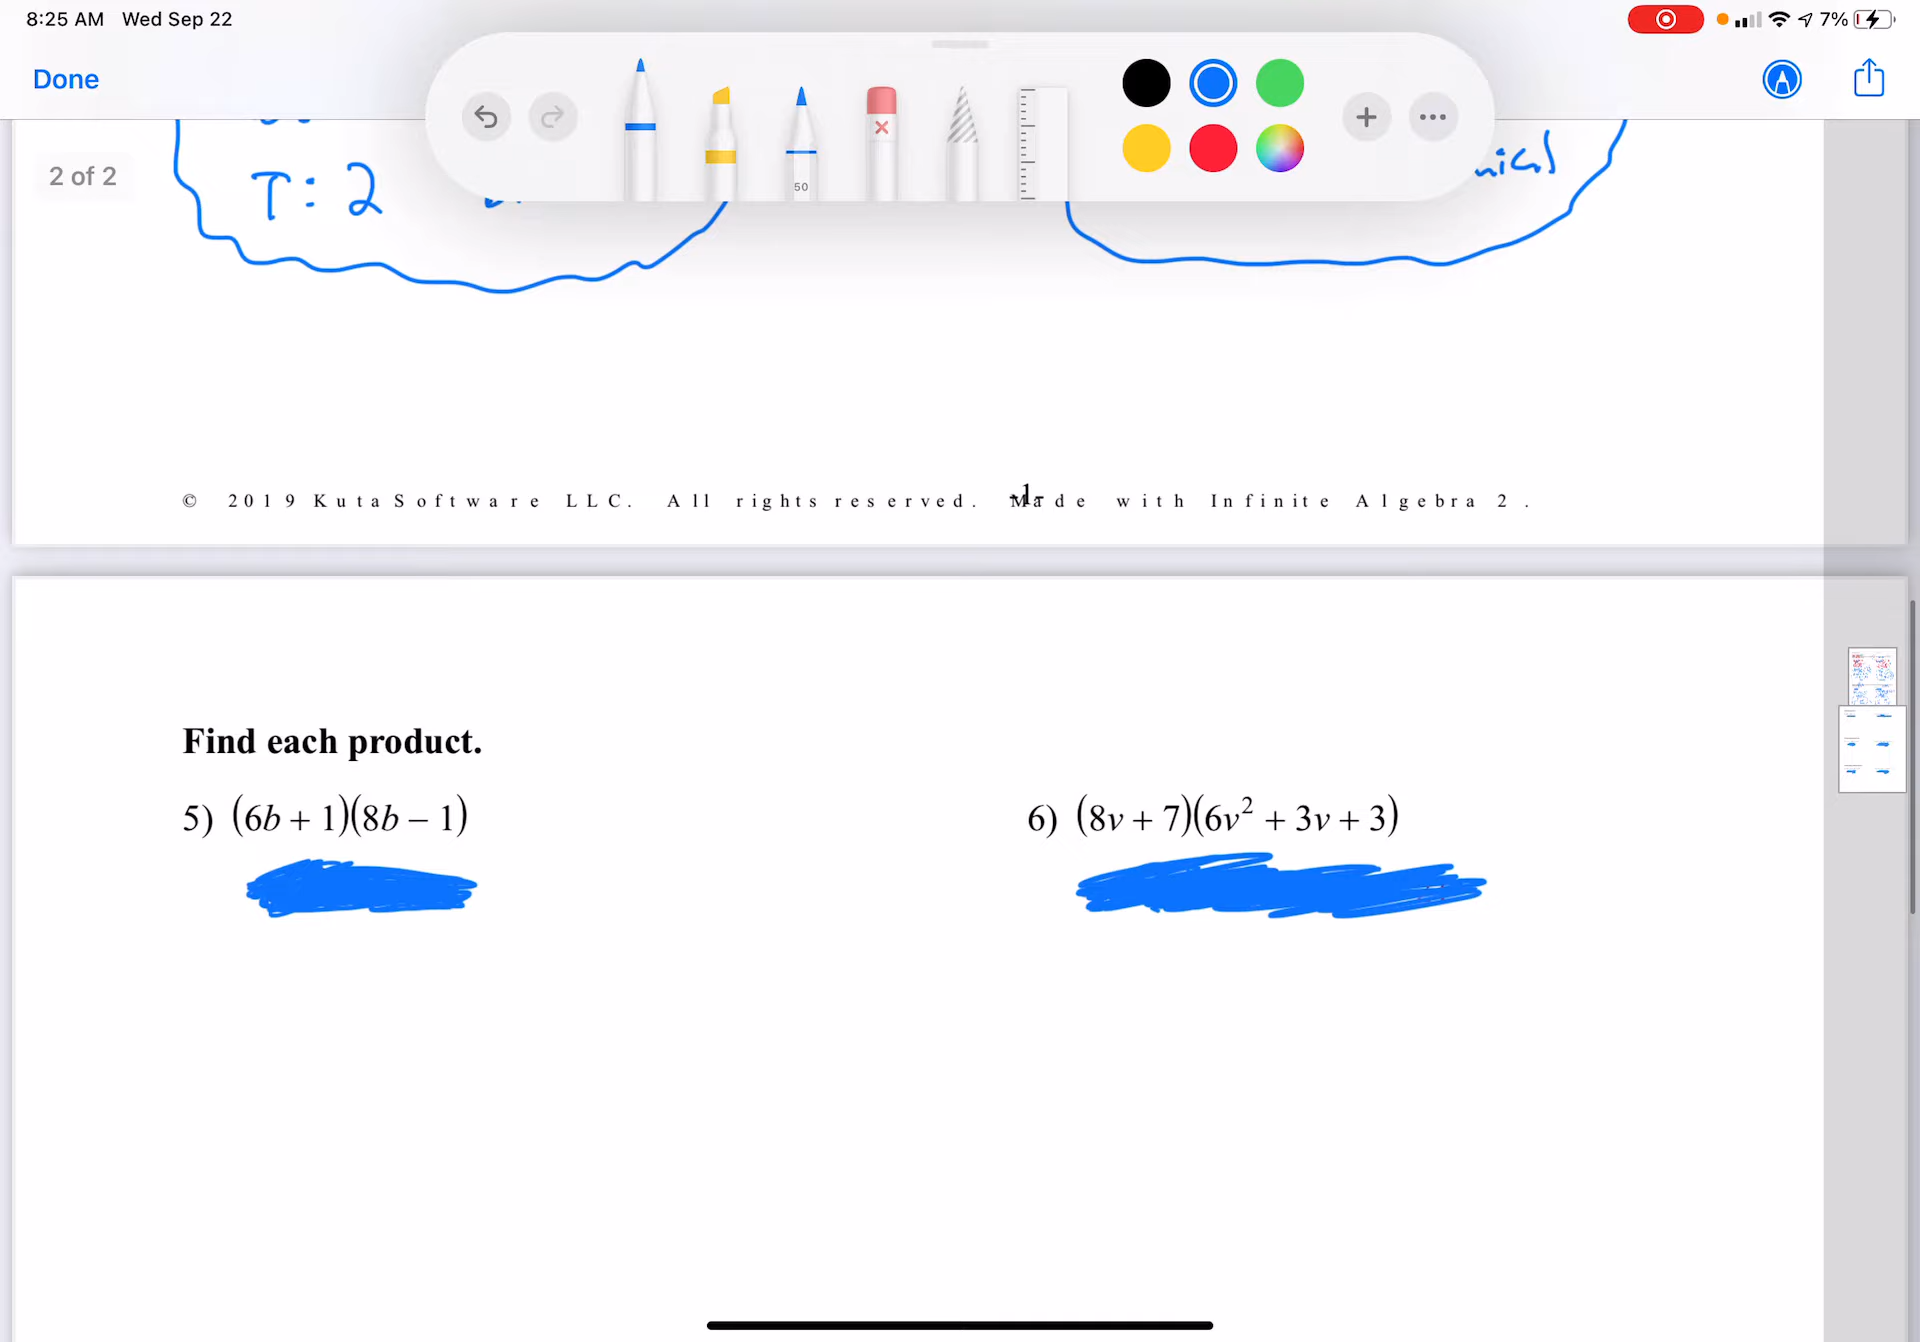 8:25 AM Wed Sep 22
7%
Done
50
2 of 2
T: 2
© 2019 Kuta Software LLC. All rights reserved. Made with Infinite Algebra 2.
-1-
Find each product.
5) (6b + 1)(8b − 1)
6) (8v + 7)(6v² + 3v + 3)